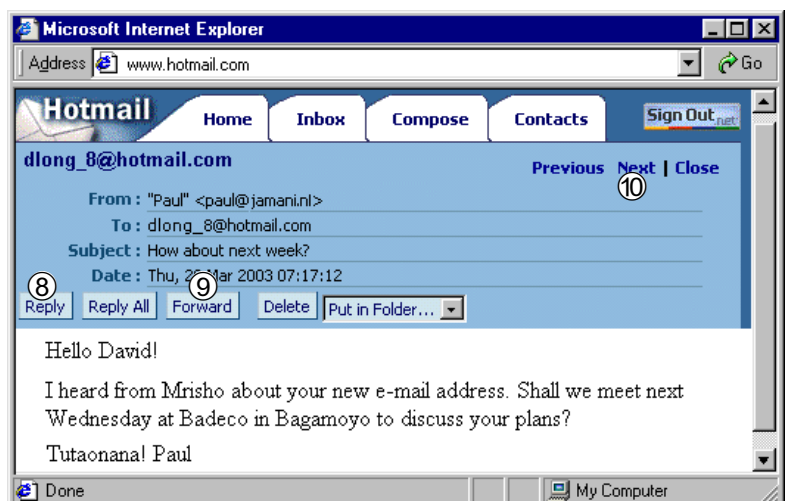 Microsoft Internet Explorer
Address www.hotmail.com Go
Hotmail Home Inbox Compose Contacts Sign Out .net
dlong_8@hotmail.com Previous Next | Close
⑩
From : "Paul" <paul@jamani.nl>
To : dlong_8@hotmail.com
Subject : How about next week?
Date : Thu, Mar 2003 07:17:12
⑧ ⑨
Reply Reply All Forward Delete Put in Folder...
Hello David!
I heard from Mrisho about your new e-mail address. Shall we meet next
Wednesday at Badeco in Bagamoyo to discuss your plans?
Tutaonana! Paul
Done My Computer